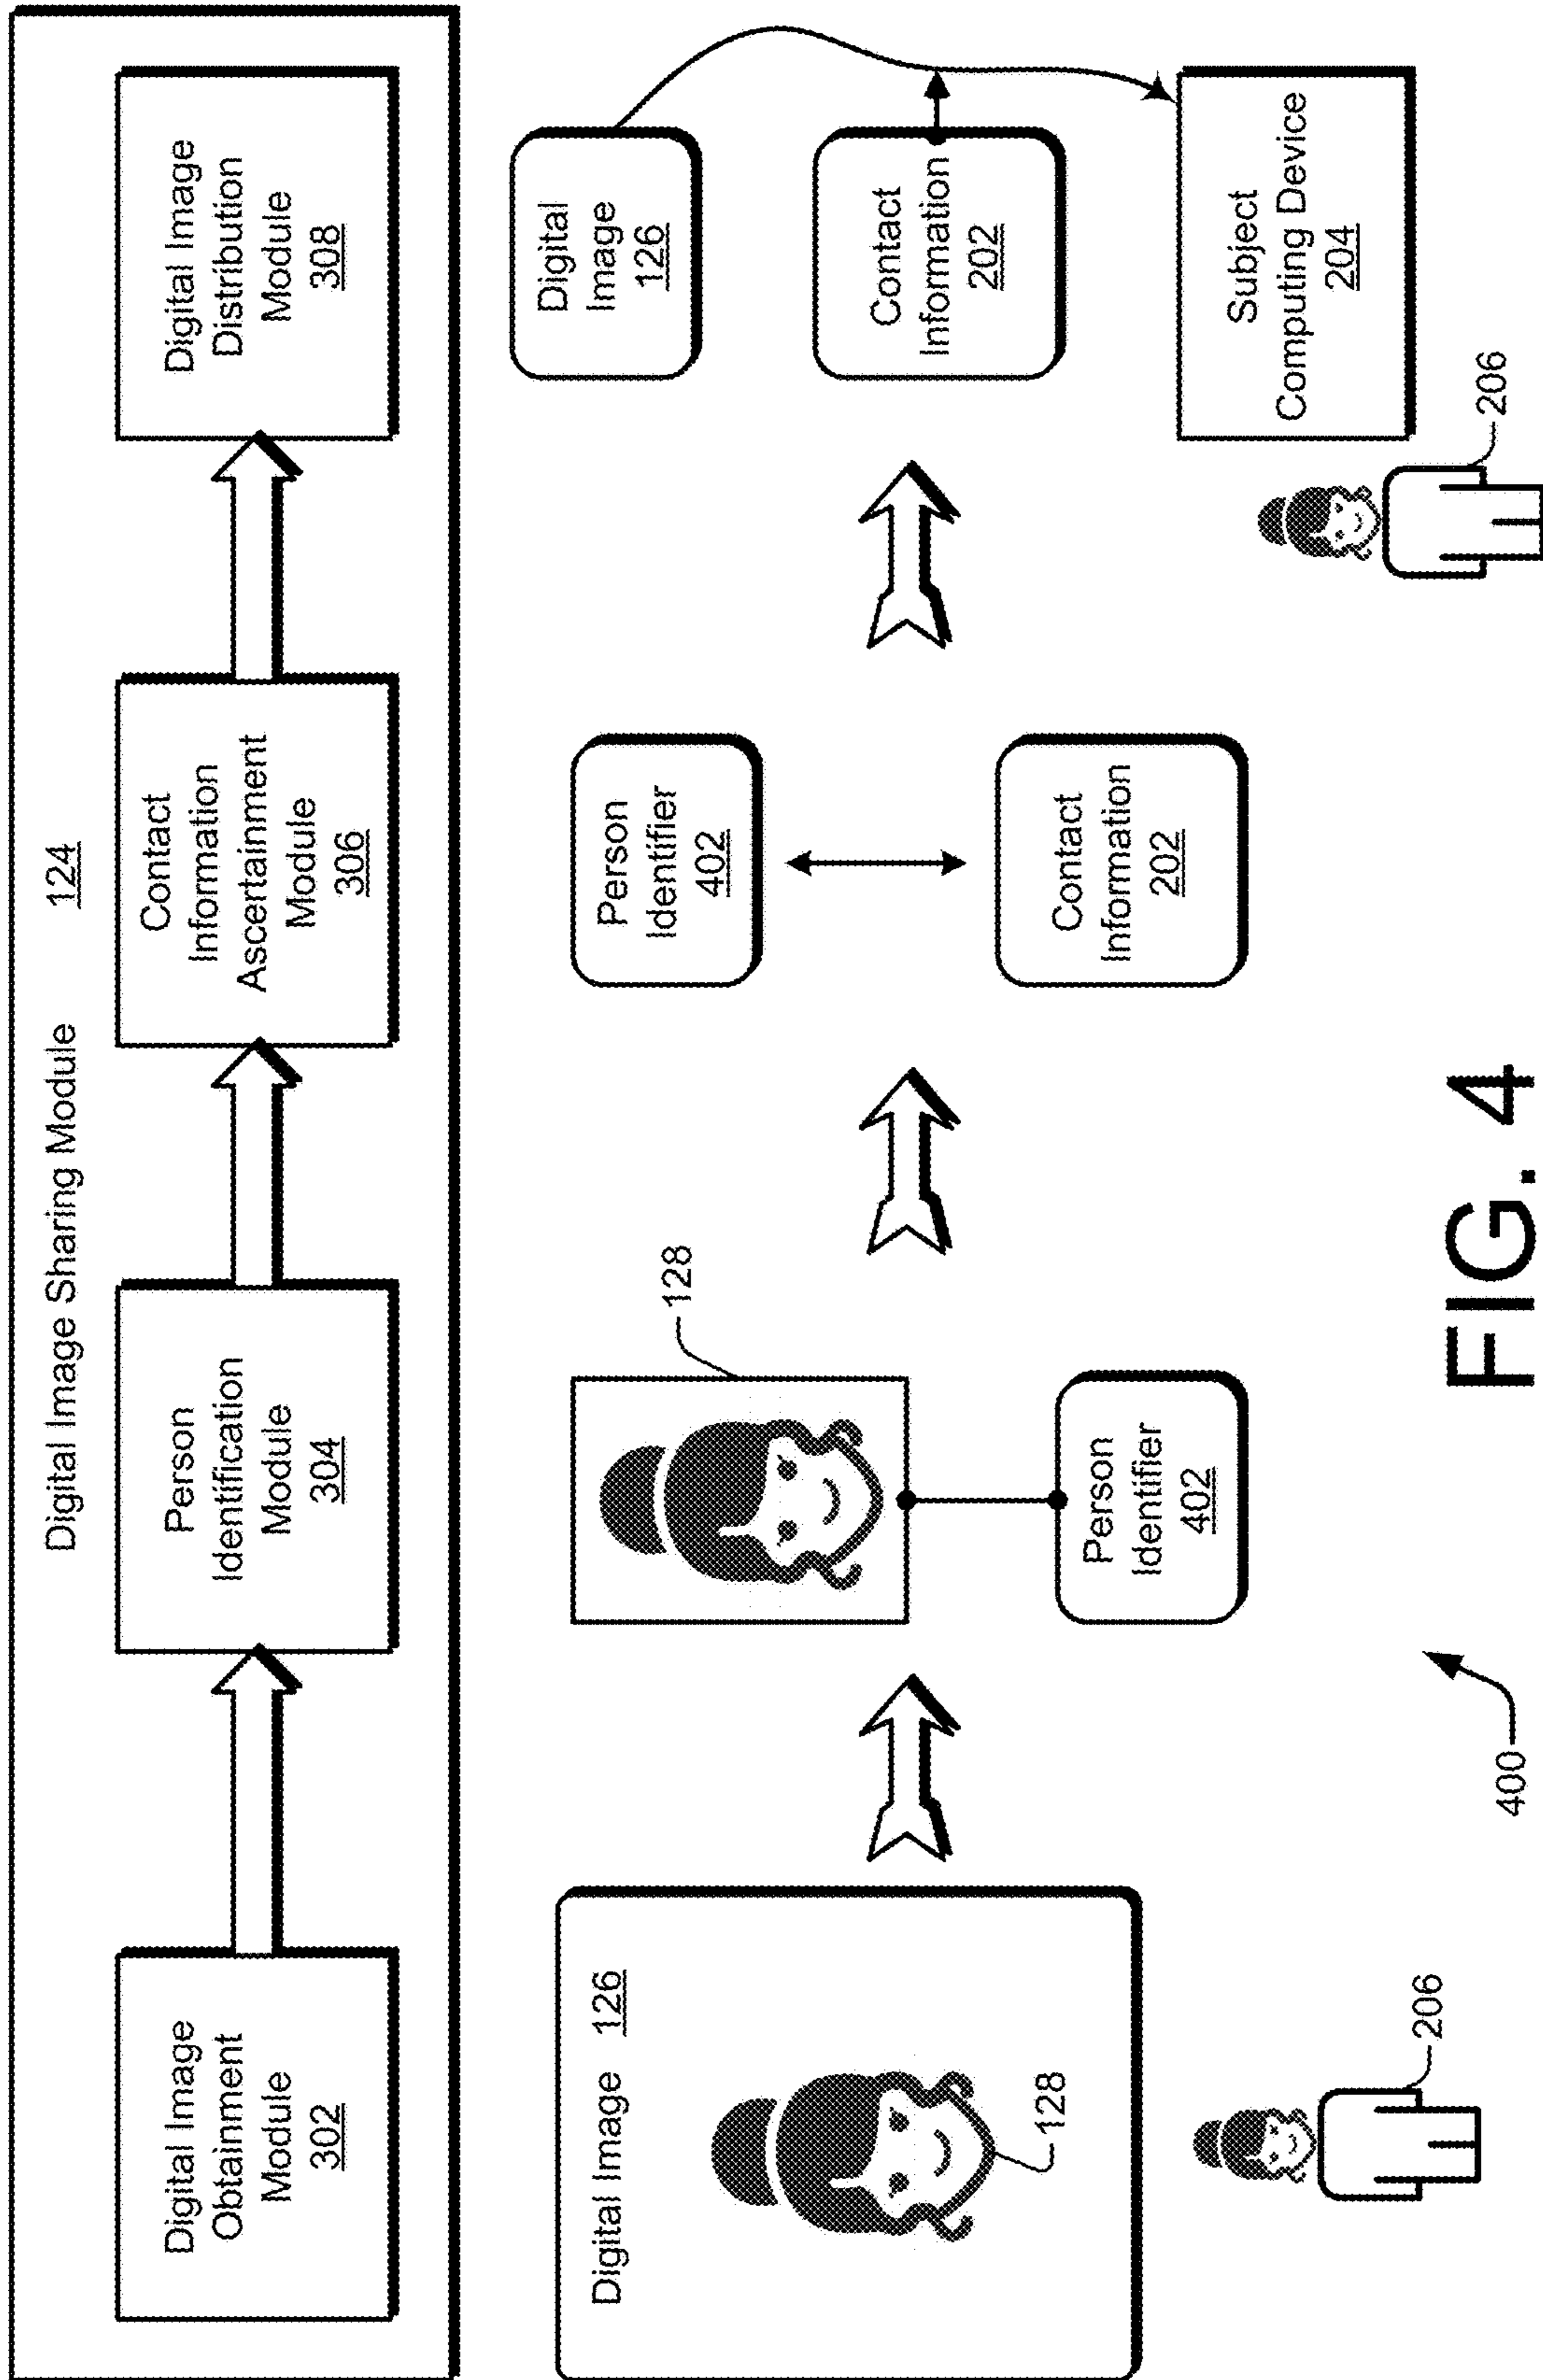 Digital Image Sharing Module 124
Digital Image
Obtainment
Module
302
Person
Identification
Module
304
Contact
Information
Ascertainment
Module
306
Digital Image
Distribution
Module
308
Digital Image 126
128
206
128
Person
Identifier
402
Person
Identifier
402
Contact
Information
202
Digital
Image
126
Contact
Information
202
Subject
Computing Device
204
206
400
FIG. 4